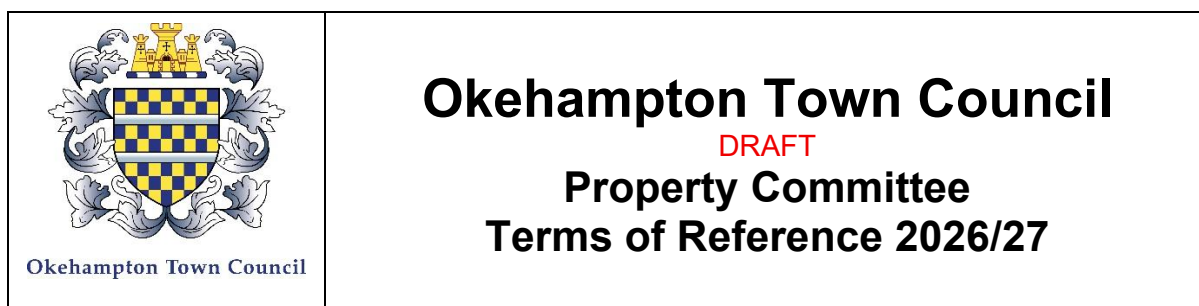 Okehampton Town Council
Okehampton Town Council
DRAFT
Property Committee
Terms of Reference 2026/27